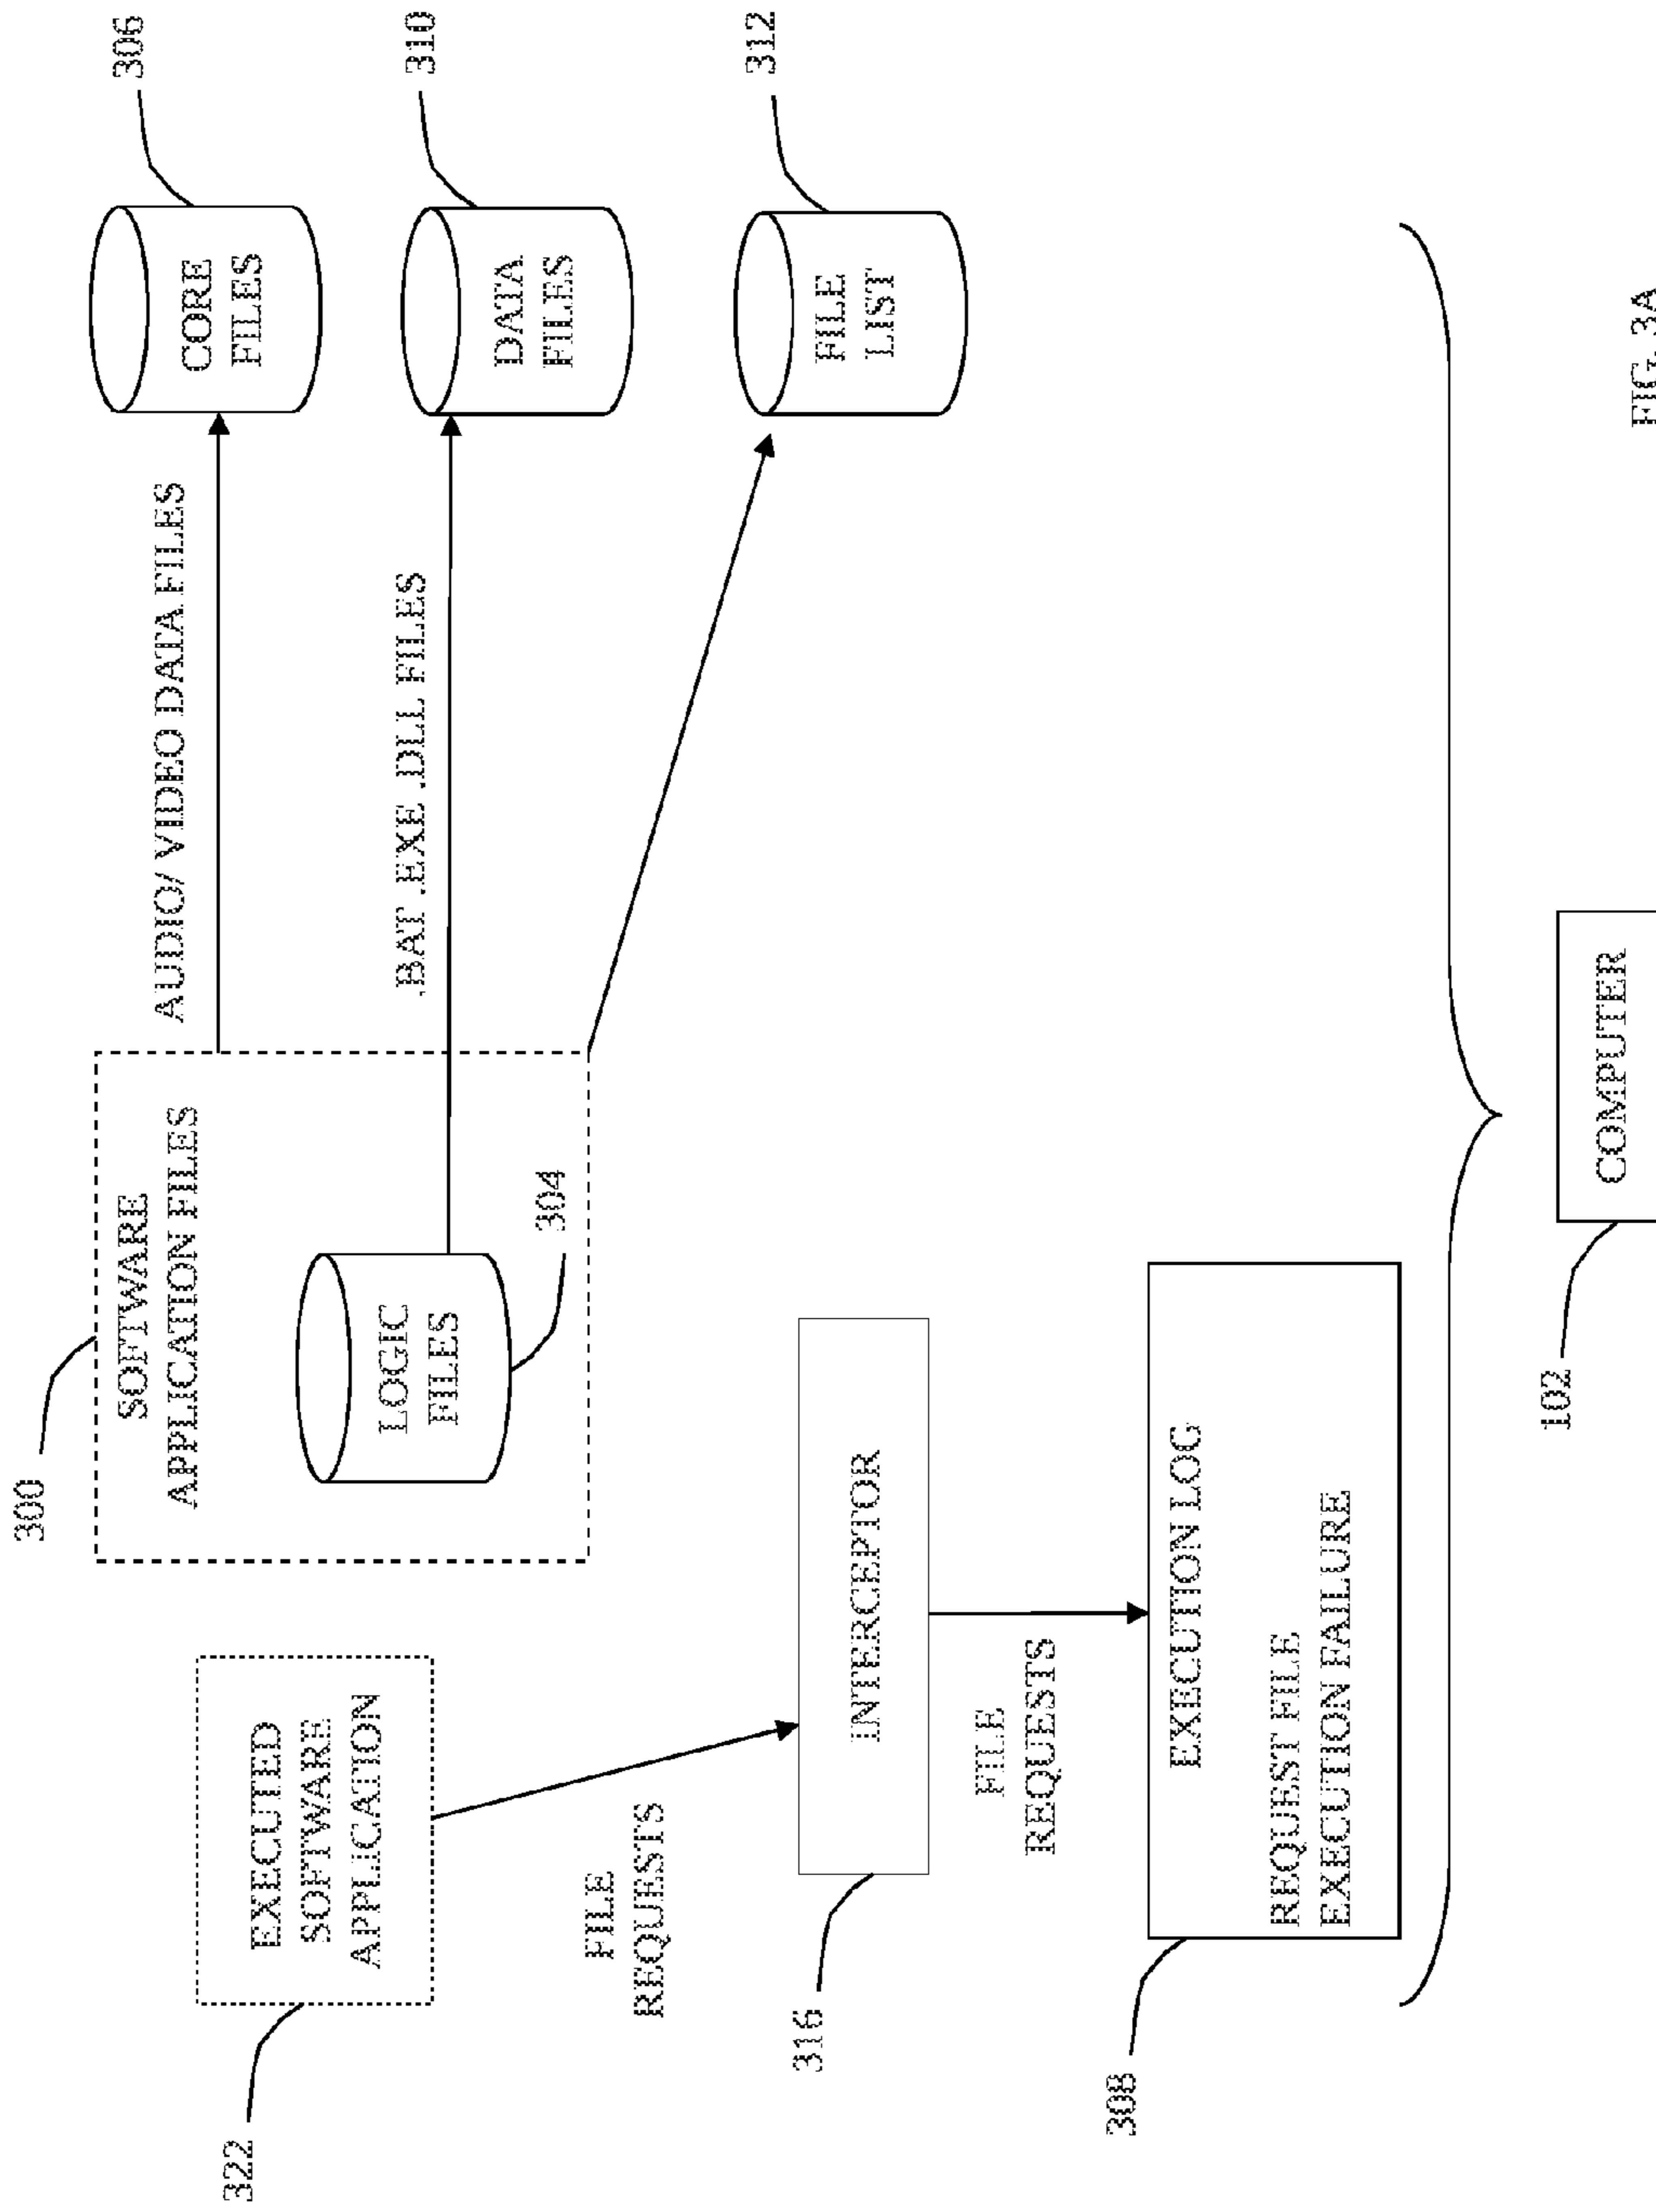 300
SOFTWARE
APPLICATION FILES
LOGIC
FILES
304
AUDIO/ VIDEO DATA FILES
.BAT .EXE .DLL FILES
CORE
FILES
306
DATA
FILES
310
FILE
LIST
312
322
EXECUTED
SOFTWARE
APPLICATION
FILE
REQUESTS
316
INTERCEPTOR
FILE
REQUESTS
308
EXECUTION LOG
REQUEST FILE
EXECUTION FAILURE
102
COMPUTER
FIG. 3A